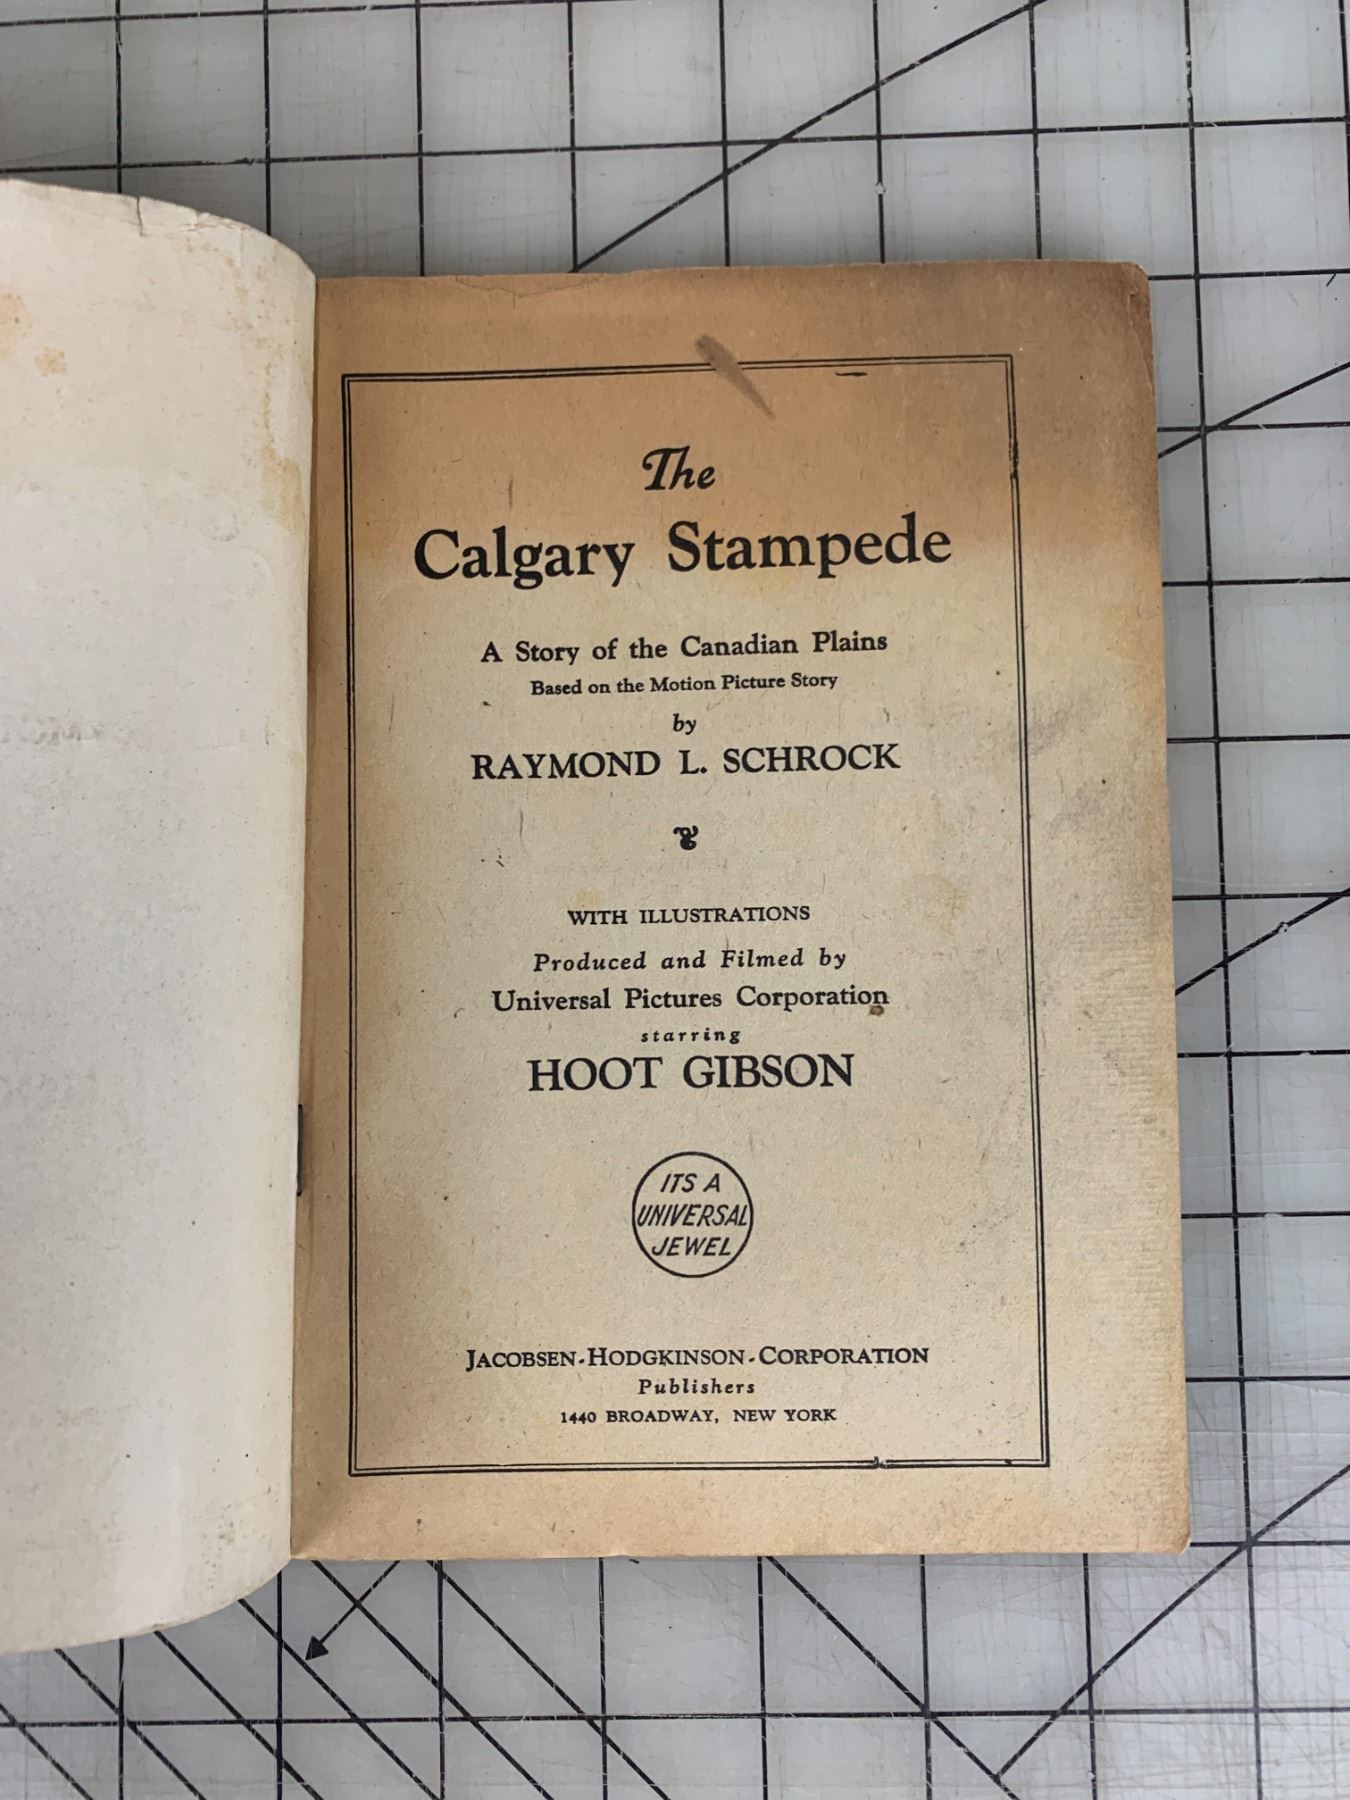 The
Calgary Stampede
A Story of the Canadian Plains
Based on the Motion Picture Story
by
RAYMOND L. SCHROCK
WITH ILLUSTRATIONS
Produced and Filmed by
Universal Pictures Corporation
starring
HOOT GIBSON
ITS A
UNIVERSAL
JEWEL
JACOBSEN-HODGKINSON-CORPORATION
Publishers
1440 BROADWAY, NEW YORK